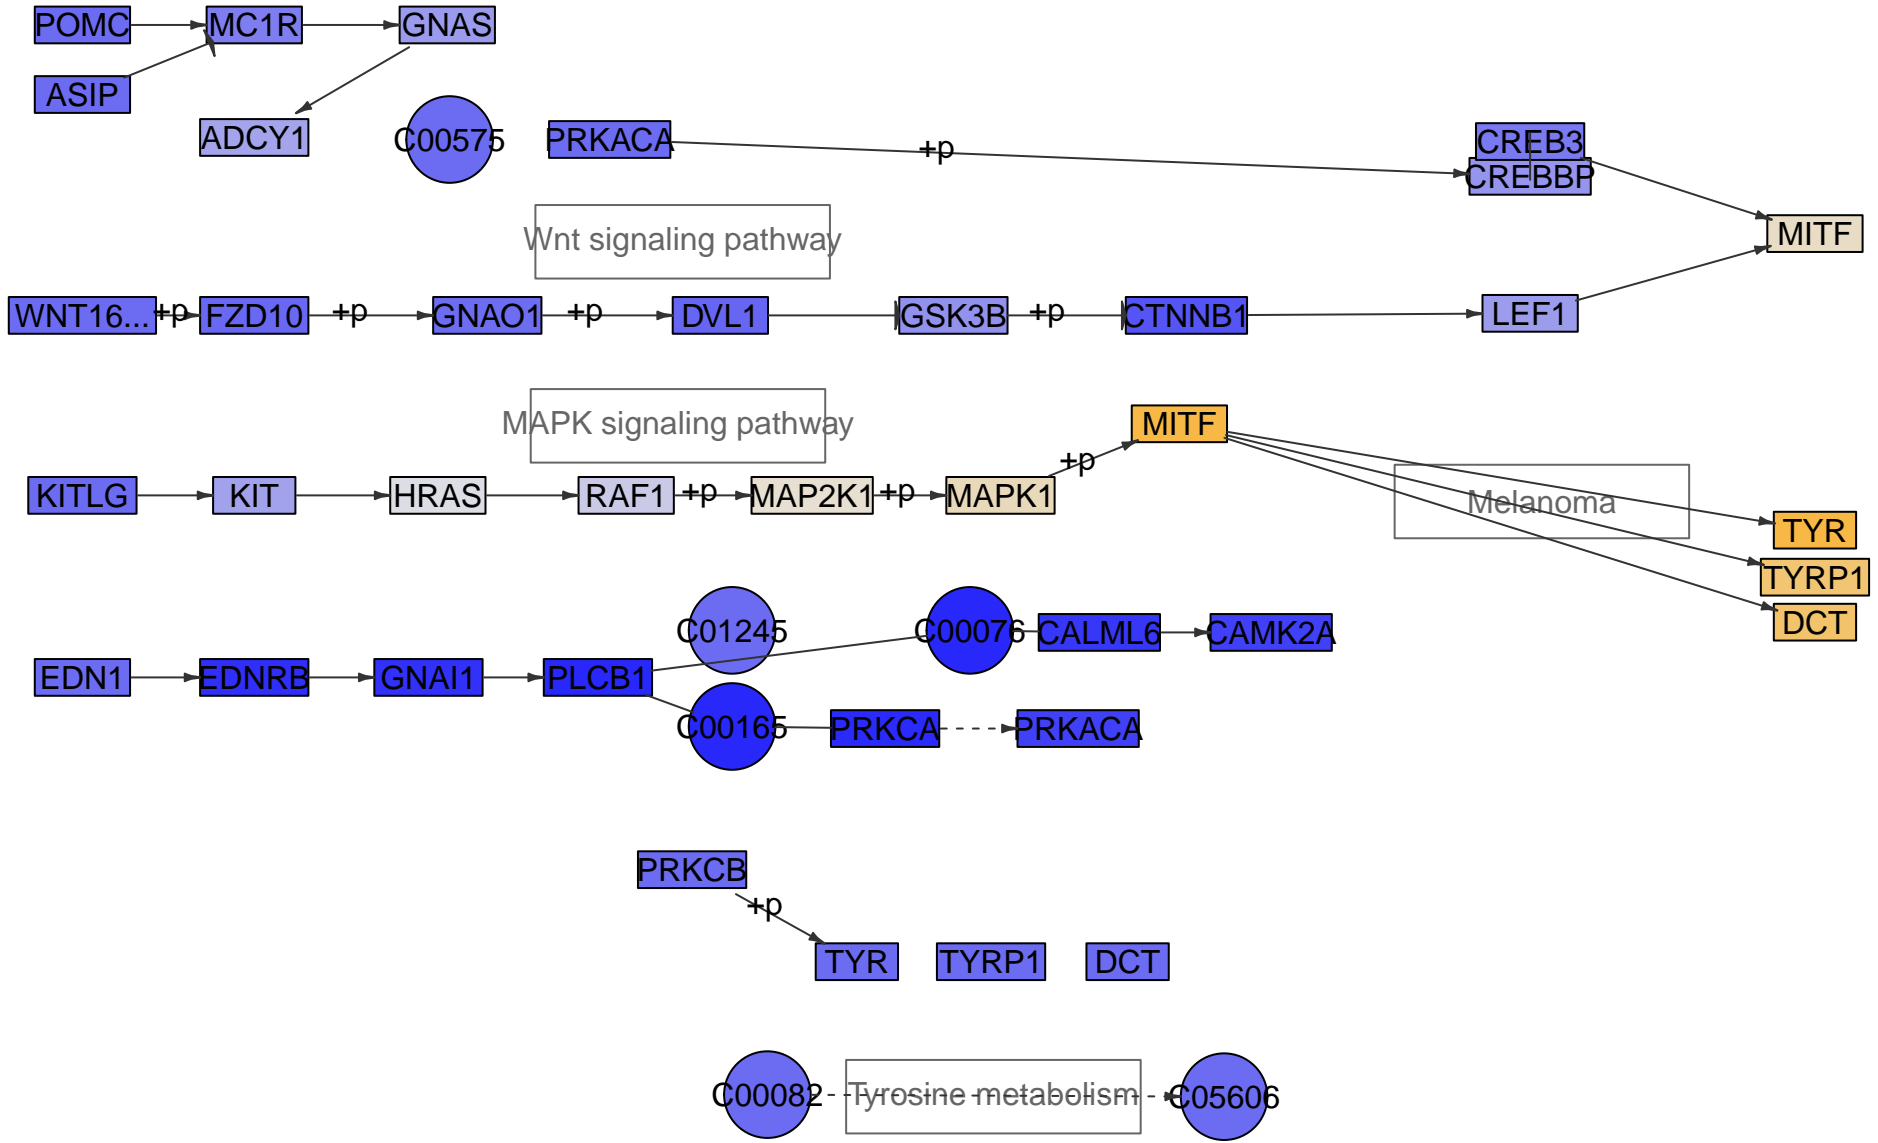 POMC
MC1R
GNAS
ASIP
ADCY1
C00575
PRKACA
+p
CREB3
CREBBP
Wnt signaling pathway
MITF
WNT16...
+p
FZD10
+p
GNAO1
+p
DVL1
GSK3B
+p
CTNNB1
LEF1
MAPK signaling pathway
MITF
+p
KITLG
KIT
HRAS
RAF1
+p
MAP2K1
+p
MAPK1
Melanoma
TYR
TYRP1
DCT
C01245
C00076
CALML6
CAMK2A
EDN1
EDNRB
GNAI1
PLCB1
C00165
PRKCA
PRKACA
PRKCB
+p
TYR
TYRP1
DCT
C00082
Tyrosine metabolism
C05606